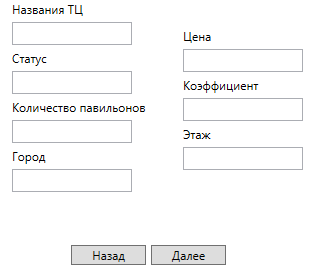 Названия ТЦ
Статус
Количество павильонов
Город
Цена
Коэффициент
Этаж
Назад
Далее